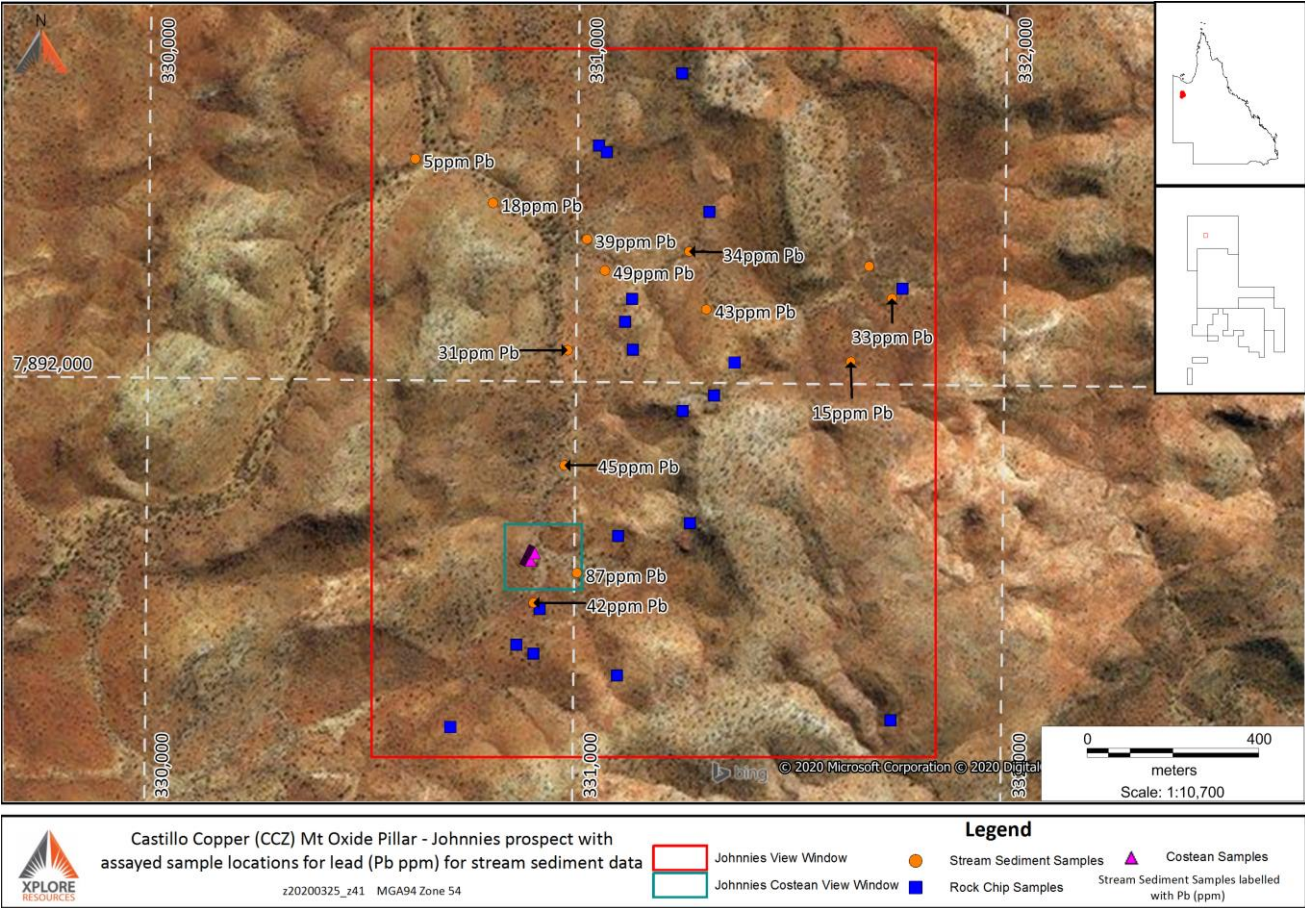 N
330,000
331,000
332,000
5ppm Pb
18ppm Pb
39ppm Pb
34ppm Pb
49ppm Pb
43ppm Pb
33ppm Pb
31ppm Pb
7,892,000
15ppm Pb
45ppm Pb
87ppm Pb
42ppm Pb
330,000
331,000
bing
© 2020 Microsoft Corporation © 2020 Digital
0 400
meters
Scale: 1:10,700
XPLORE
RESOURCES
Castillo Copper (CCZ) Mt Oxide Pillar - Johnnies prospect with
assayed sample locations for lead (Pb ppm) for stream sediment data
z20200325_z41 MGA94 Zone 54
Johnnies View Window
Johnnies Costean View Window
Legend
Stream Sediment Samples
Costean Samples
Rock Chip Samples
Stream Sediment Samples labelled
with Pb (ppm)